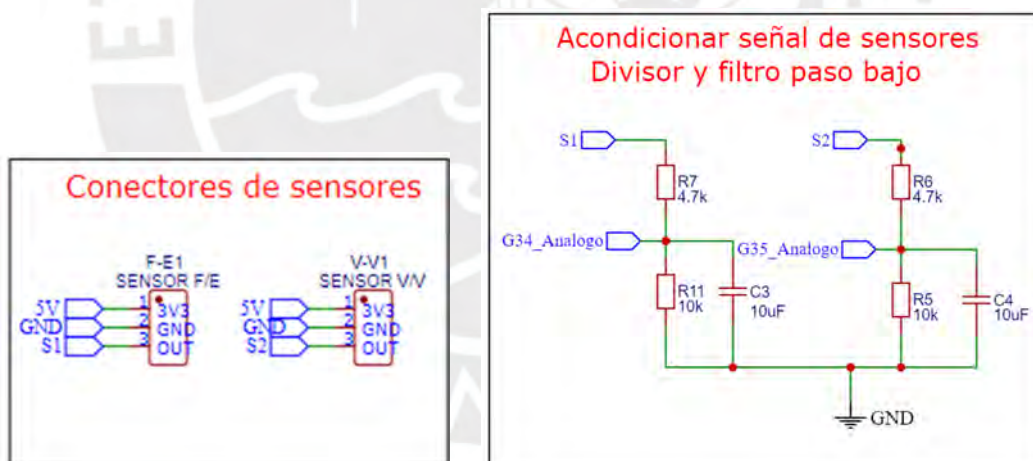 Conectores de sensores
F-E1
SENSOR F/E
5V 1 3V3
GND 2 GND
S1 3 OUT
V-V1
SENSOR V/V
5V 1 3V3
GND 2 GND
S2 3 OUT
Acondicionar señal de sensores
Divisor y filtro paso bajo
S1
R7
4.7k
G34_Analogo
R11
10k
C3
10uF
S2
R6
4.7k
G35_Analogo
R5
10k
C4
10uF
GND